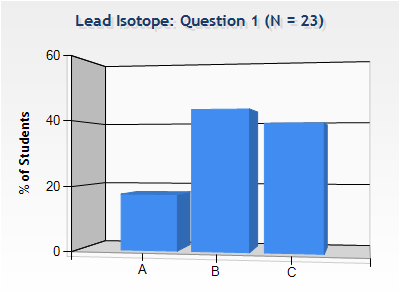 Lead Isotope: Question 1 (N = 23)
% of Students
60
40
20
0
A
B
C